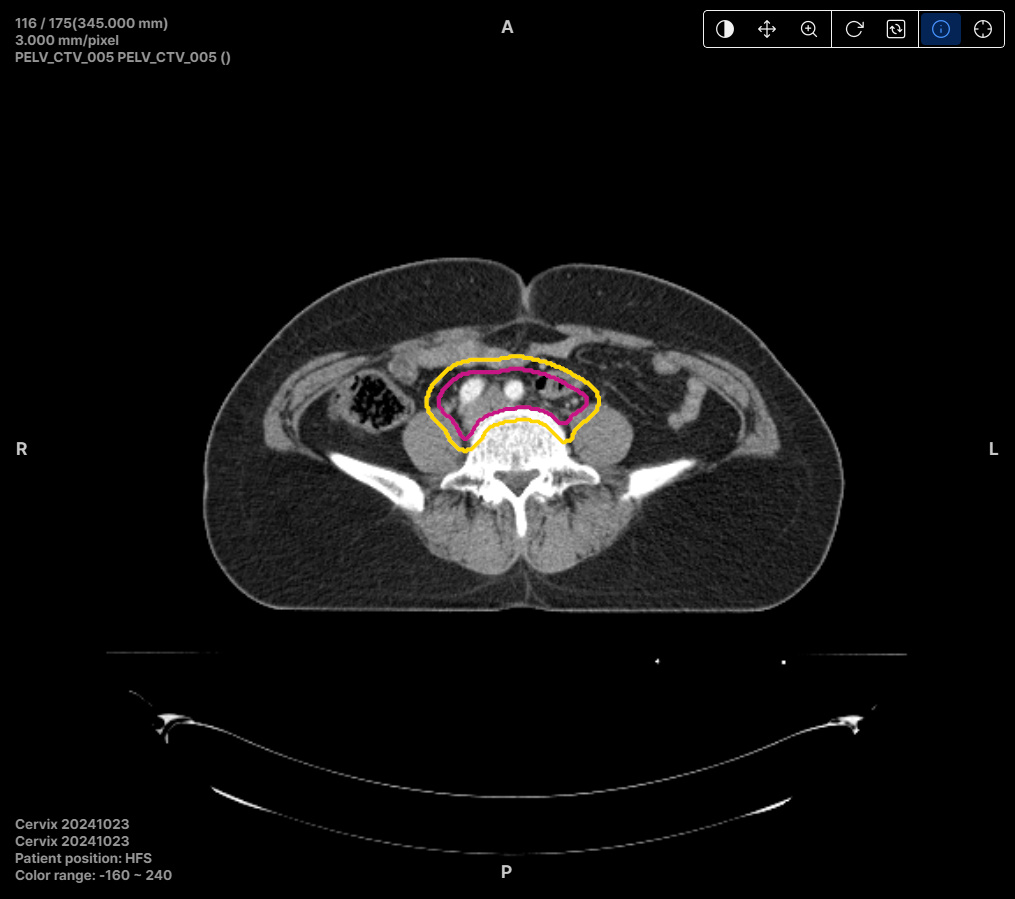 116 / 175(345.000 mm)
3.000 mm/pixel
PELV_CTV_005 PELV_CTV_005 ()
A
R
L
Cervix 20241023
Cervix 20241023
Patient position: HFS
Color range: -160 ~ 240
P